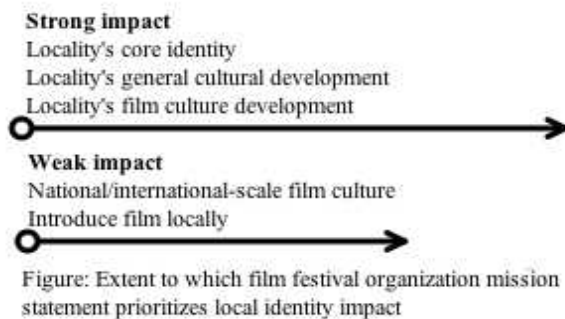 Strong impact
Locality's core identity
Locality's general cultural development
Locality's film culture development
Weak impact
National/international-scale film culture
Introduce film locally
Figure: Extent to which film festival organization mission
statement prioritizes local identity impact